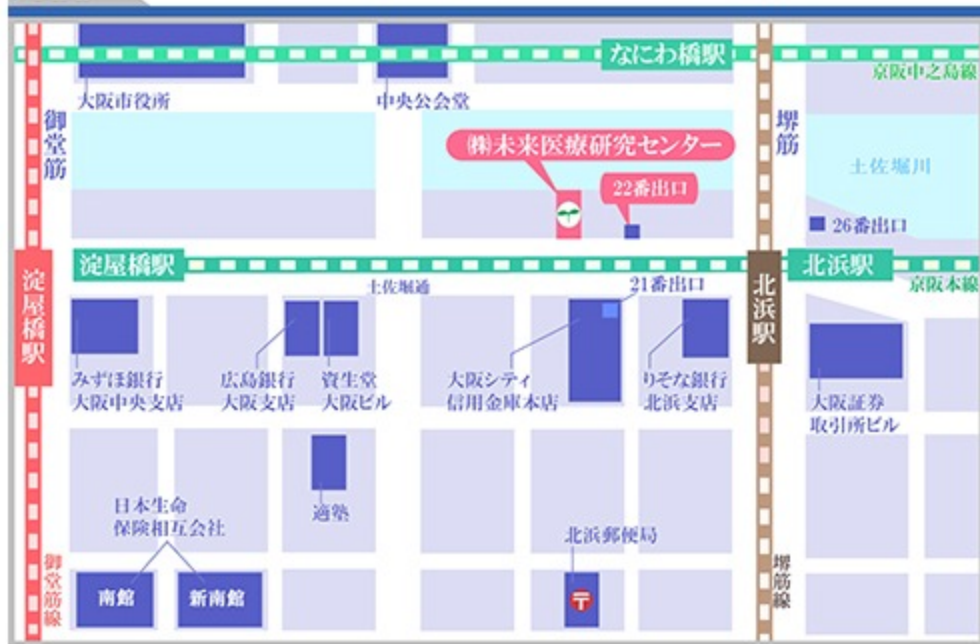 なにわ橋駅
京阪中之島線
大阪市役所
中央公会堂
御堂筋
堺筋
㈱未来医療研究センター
土佐堀川
22番出口
26番出口
淀屋橋駅
淀屋橋駅
北浜駅
北浜駅
土佐堀通
21番出口
京阪本線
みずほ銀行
大阪中央支店
広島銀行
大阪支店
資生堂
大阪ビル
大阪シティ
信用金庫本店
りそな銀行
北浜支店
大阪証券
取引所ビル
日本生命
保険相互会社
適塾
北浜郵便局
御堂筋線
南館
新南館
〒
堺筋線